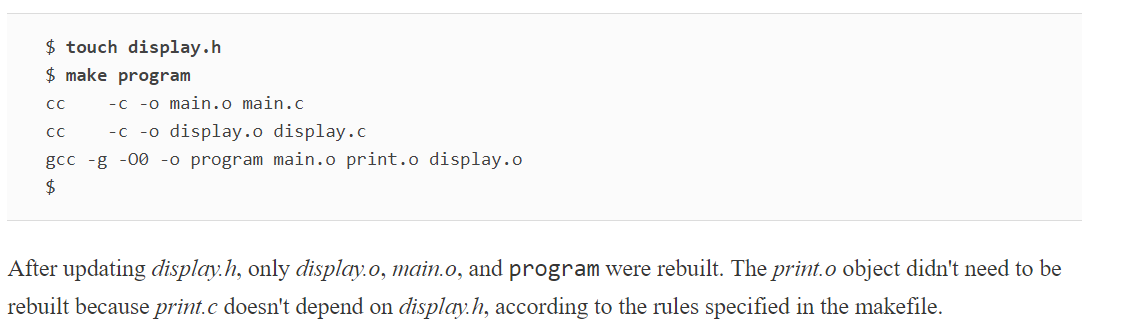 $ touch display.h
$ make program
cc    -c -o main.o main.c
cc    -c -o display.o display.c
gcc -g -O0 -o program main.o print.o display.o
$
After updating display.h, only display.o, main.o, and program were rebuilt. The print.o object didn't need to be
rebuilt because print.c doesn't depend on display.h, according to the rules specified in the makefile.